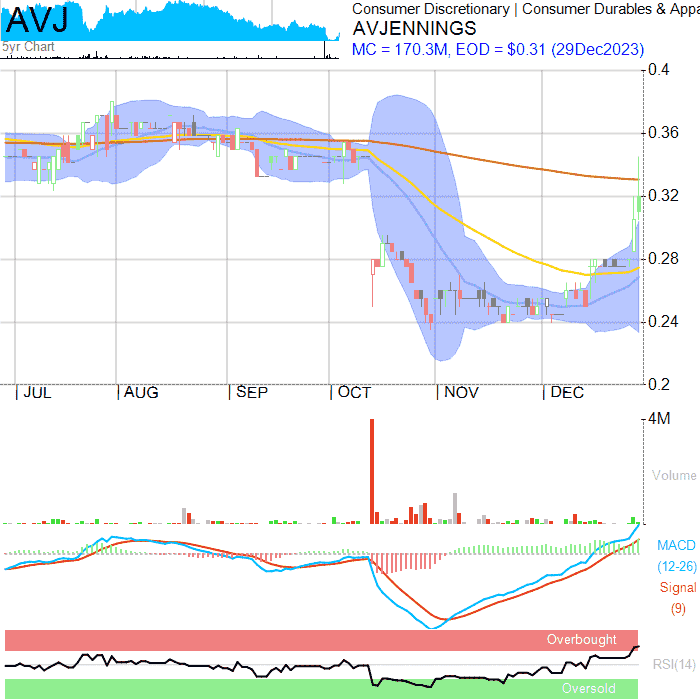 AVJ
5yr Chart
Consumer Discretionary | Consumer Durables & Appa
AVJENNINGS
MC = 170.3M, EOD = $0.31 (29Dec2023)
0.4
0.36
0.32
0.28
0.24
0.2
JUL AUG SEP OCT NOV DEC
4M
Volume
MACD
(12-26)
Signal
(9)
Overbought
RSI(14)
Oversold